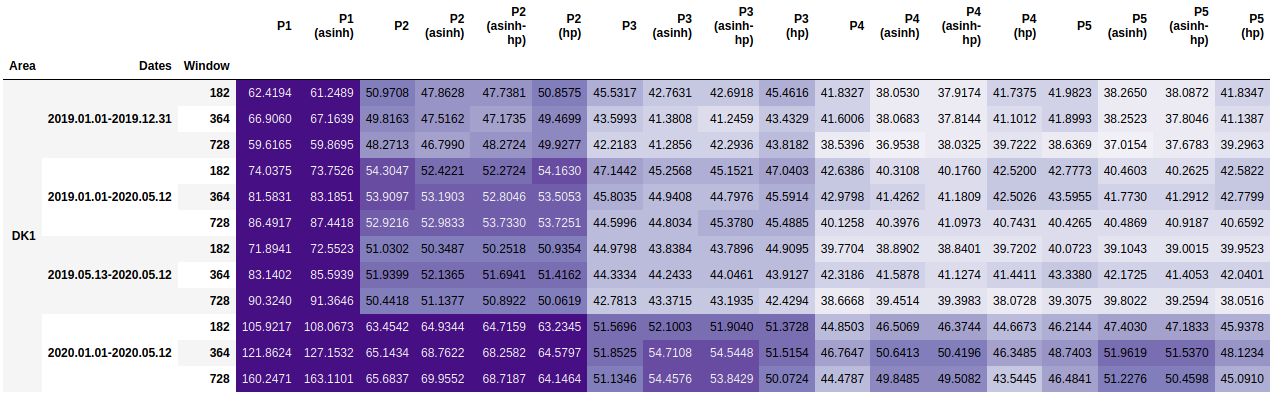 P1 P1 (asinh) P2 P2 (asinh) P2 (asinh-hp) P2 (hp) P3 P3 (asinh) P3 (asinh-hp) P3 (hp) P4 P4 (asinh) P4 (asinh-hp) P4 (hp) P5 P5 (asinh) P5 (asinh-hp) P5 (hp)
Area Dates Window
182 62.4194 61.2489 50.9708 47.8628 47.7381 50.8575 45.5317 42.7631 42.6918 45.4616 41.8327 38.0530 37.9174 41.7375 41.9823 38.2650 38.0872 41.8347
2019.01.01-2019.12.31 364 66.9060 67.1639 49.8163 47.5162 47.1735 49.4699 43.5993 41.3808 41.2459 43.4329 41.6006 38.0683 37.8144 41.1012 41.8993 38.2523 37.8046 41.1387
728 59.6165 59.8695 48.2713 46.7990 48.2724 49.9277 42.2183 41.2856 42.2936 43.8182 38.5396 36.9538 38.0325 39.7222 38.6369 37.0154 37.6783 39.2963
182 74.0375 73.7526 54.3047 52.4221 52.2724 54.1630 47.1442 45.2568 45.1521 47.0403 42.6386 40.3108 40.1760 42.5200 42.7773 40.4603 40.2625 42.5822
2019.01.01-2020.05.12 364 81.5831 83.1851 53.9097 53.1903 52.8046 53.5053 45.8035 44.9408 44.7976 45.5914 42.9798 41.4262 41.1809 42.5026 43.5955 41.7730 41.2912 42.7799
728 86.4917 87.4418 52.9216 52.9833 53.7330 53.7251 44.5996 44.8034 45.3780 45.4885 40.1258 40.3976 41.0973 40.7431 40.4265 40.4869 40.9187 40.6592
DK1
182 71.8941 72.5523 51.0302 50.3487 50.2518 50.9354 44.9798 43.8384 43.7896 44.9095 39.7704 38.8902 38.8401 39.7202 40.0723 39.1043 39.0015 39.9523
2019.05.13-2020.05.12 364 83.1402 85.5939 51.9399 52.1365 51.6941 51.4162 44.3334 44.2433 44.0461 43.9127 42.3186 41.5878 41.1274 41.4411 43.3380 42.1725 41.4053 42.0401
728 90.3240 91.3646 50.4418 51.1377 50.8922 50.0619 42.7813 43.3715 43.1935 42.4294 38.6668 39.4514 39.3983 38.0728 39.3075 39.8022 39.2594 38.0516
182 105.9217 108.0673 63.4542 64.9344 64.7159 63.2345 51.5696 52.1003 51.9040 51.3728 44.8503 46.5069 46.3744 44.6673 46.2144 47.4030 47.1833 45.9378
2020.01.01-2020.05.12 364 121.8624 127.1532 65.1434 68.7622 68.2582 64.5797 51.8525 54.7108 54.5448 51.5154 46.7647 50.6413 50.4196 46.3485 48.7403 51.9619 51.5370 48.1234
728 160.2471 163.1101 65.6837 69.9552 68.7187 64.1464 51.1346 54.4576 53.8429 50.0724 44.4787 49.8485 49.5082 43.5445 46.4841 51.2276 50.4598 45.0910